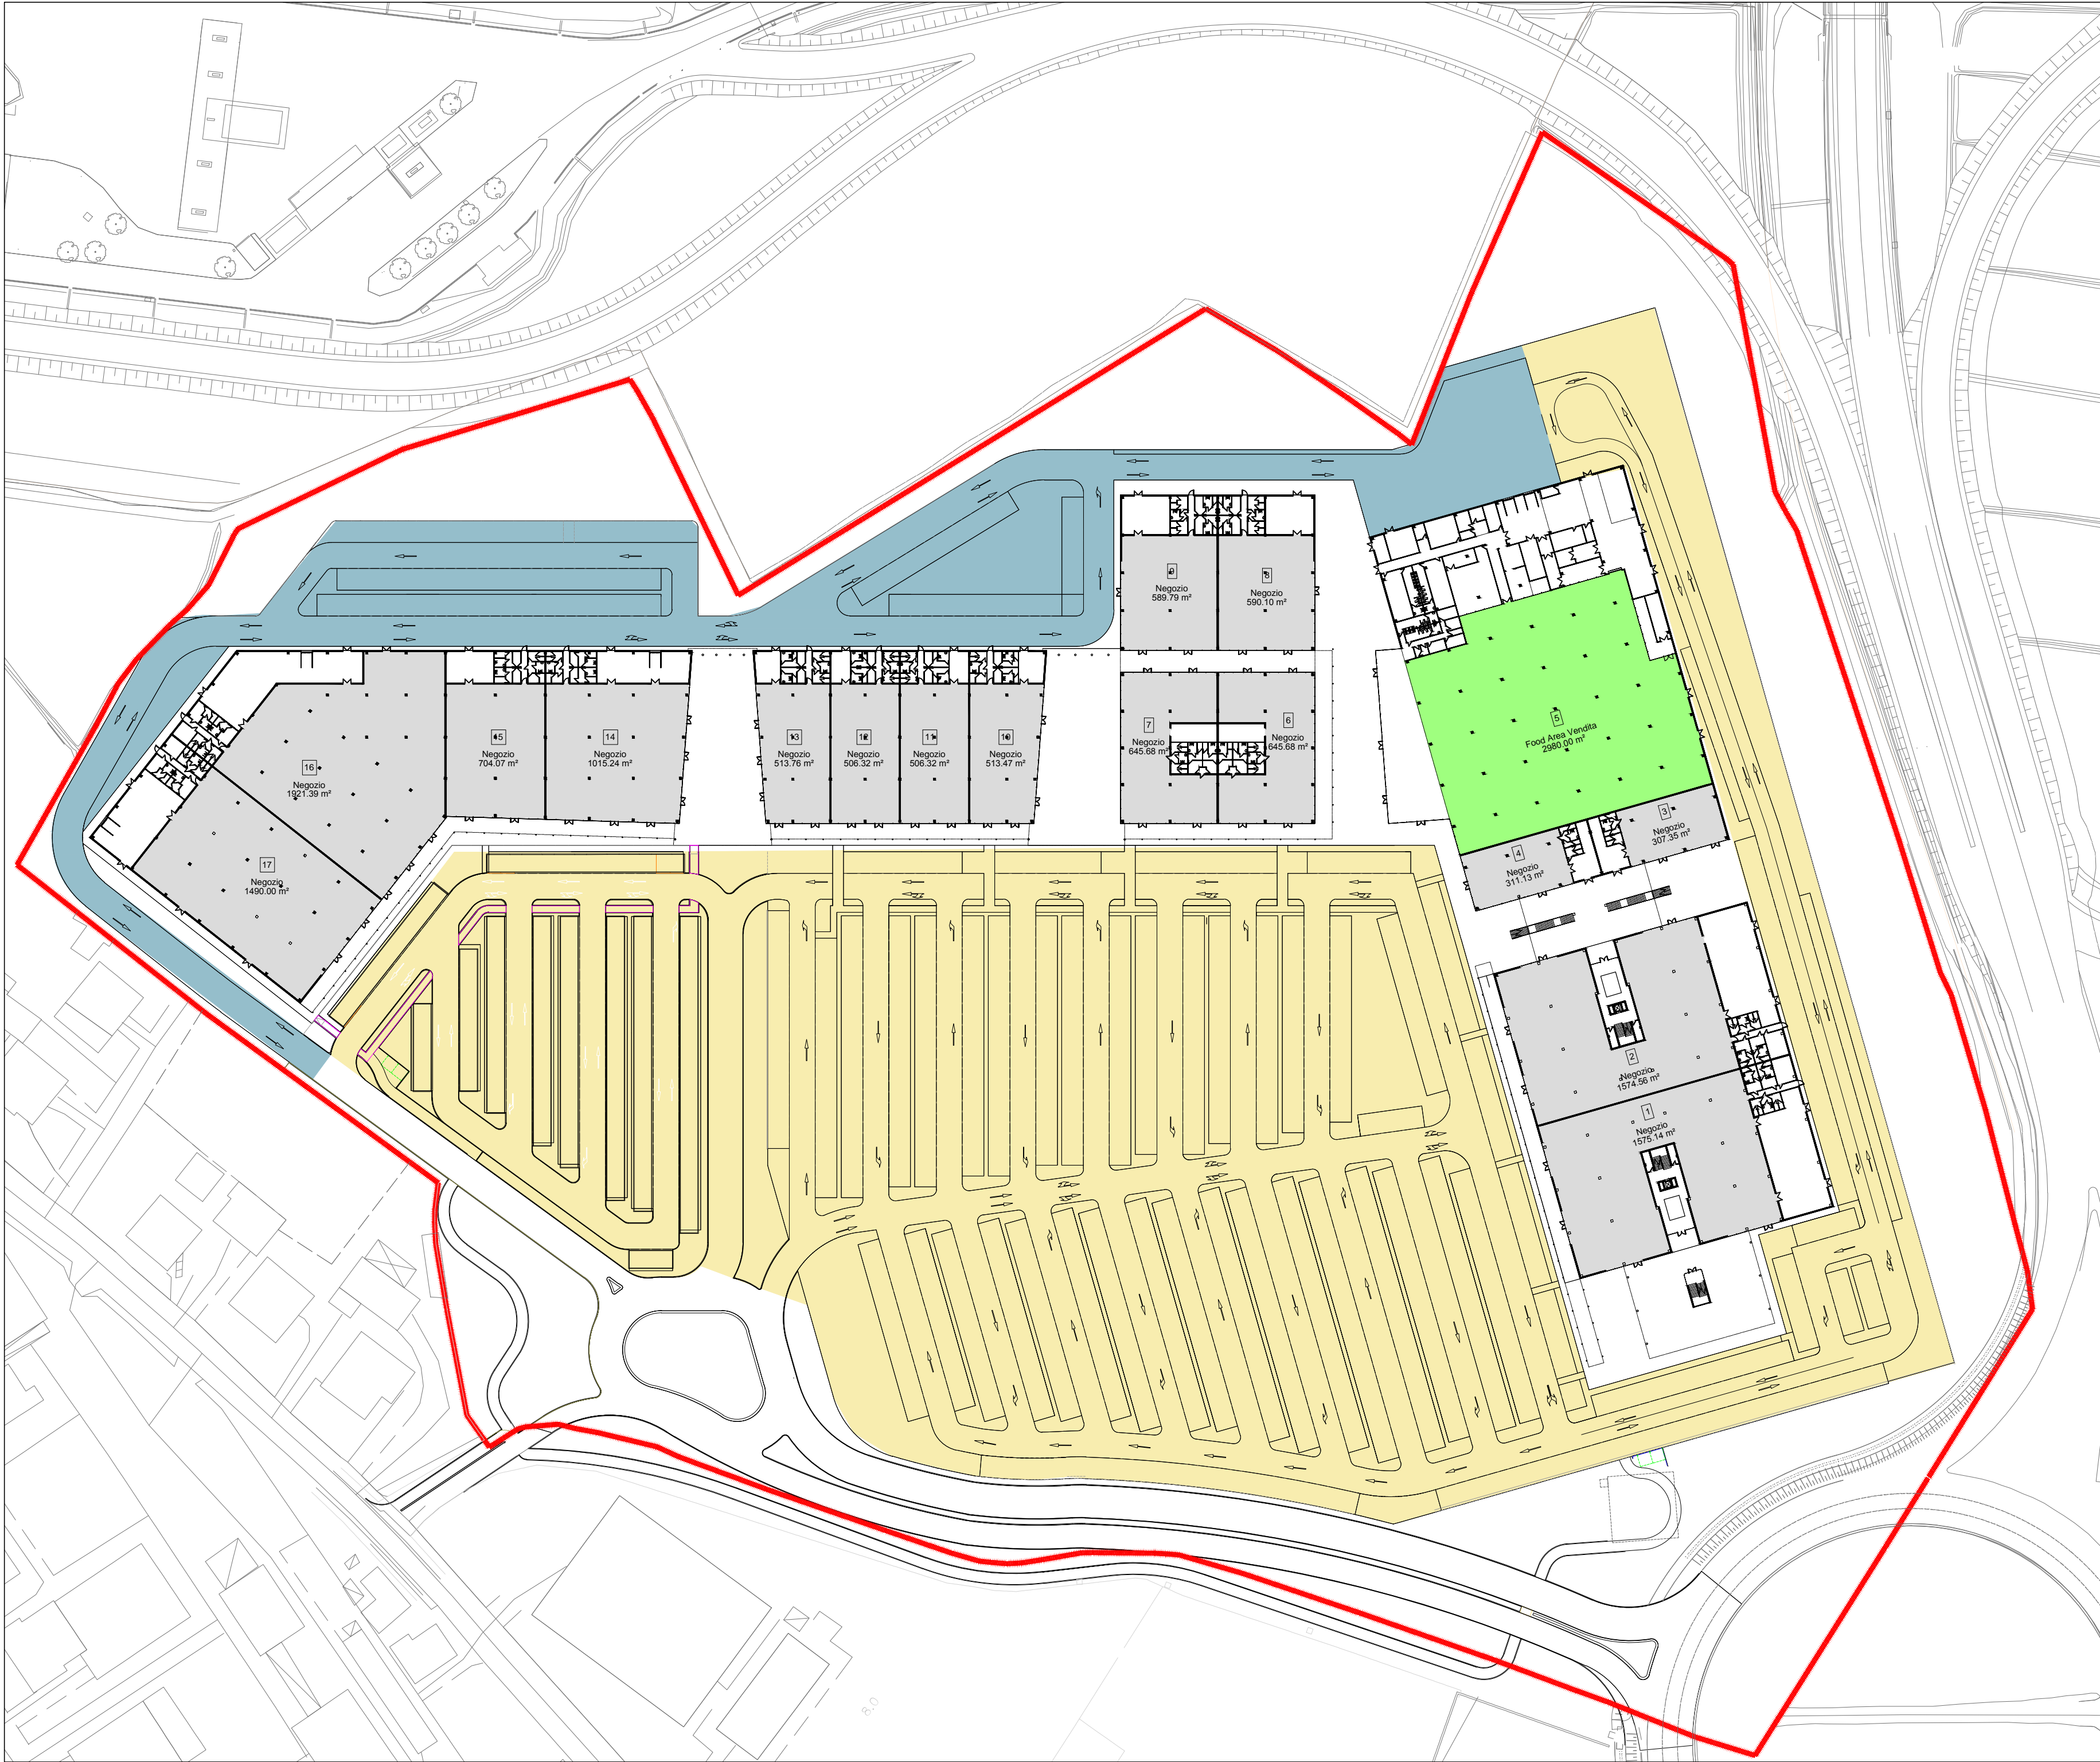 9
Negozio
589.79 m²
8
Negozio
590.10 m²
7
Negozio
645.68 m²
6
Negozio
645.68 m²
5
Food Area Vendita
2980.00 m²
16
Negozio
1921.39 m²
15
Negozio
704.07 m²
14
Negozio
1015.24 m²
13
Negozio
513.76 m²
12
Negozio
506.32 m²
11
Negozio
506.32 m²
10
Negozio
513.47 m²
3
Negozio
307.35 m²
4
Negozio
311.13 m²
17
Negozio
1490.00 m²
2
Negozio
1574.56 m²
1
Negozio
1575.14 m²
8.0